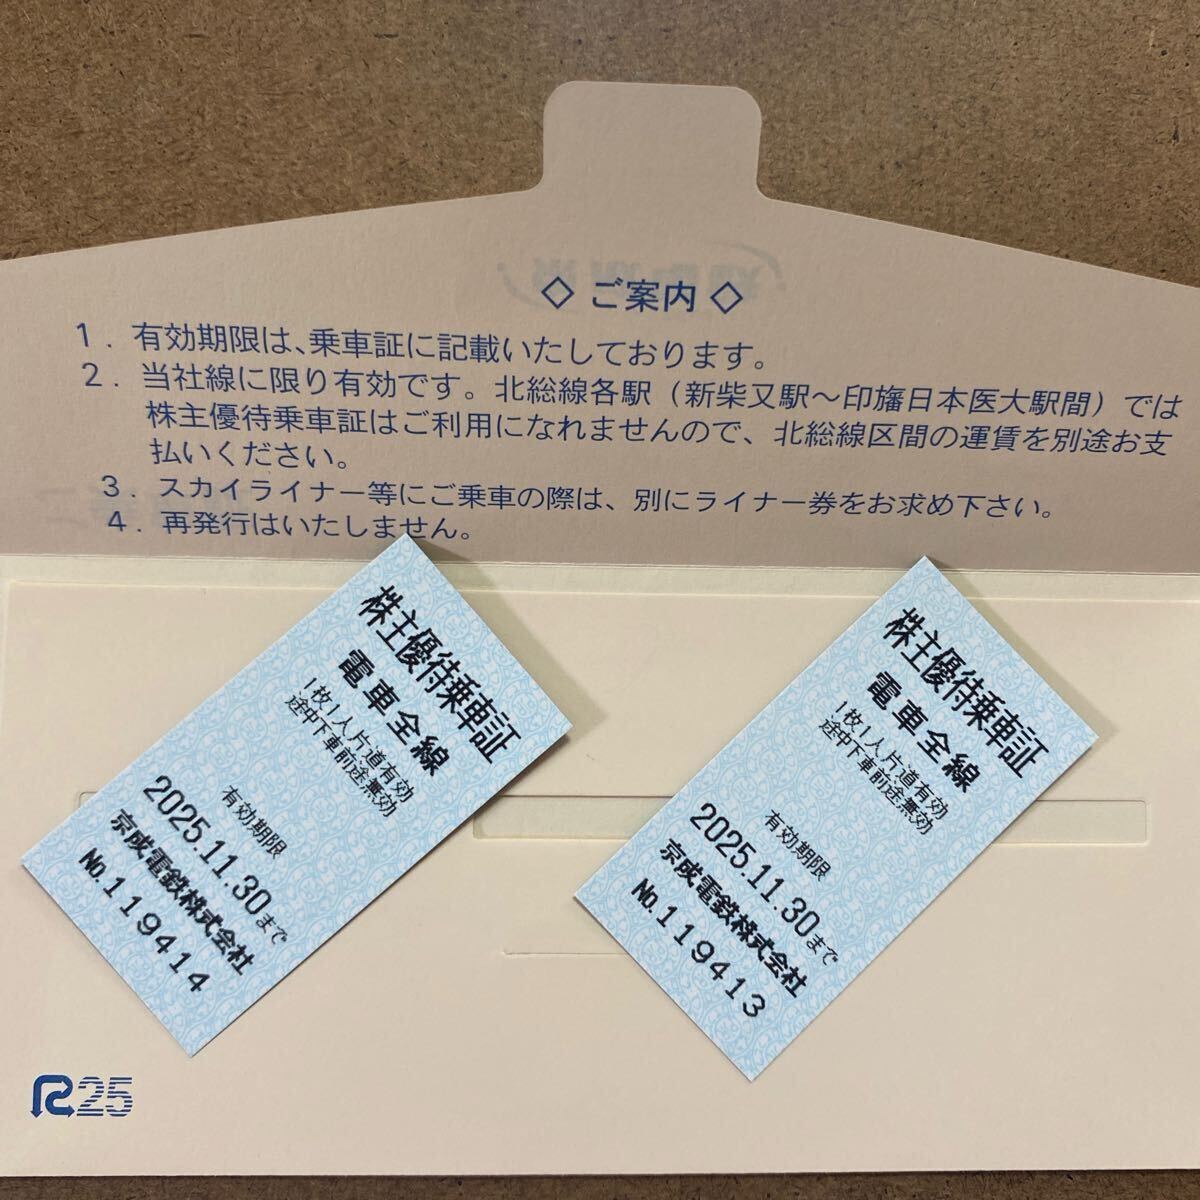 ◇ ご案内 ◇
1．有効期限は、乗車証に記載いたしております。
2．当社線に限り有効です。北総線各駅（新柴又駅～印旛日本医大駅間）では
株主優待乗車証はご利用になれませんので、北総線区間の運賃を別途お支
払いください。
3．スカイライナー等にご乗車の際は、別にライナー券をお求め下さい。
4．再発行はいたしません。
株主優待乗車証
電車全線
1枚1人片道有効
途中下車前途無効
有効期限
2025.11.30まで
京成電鉄株式会社
No.119414
株主優待乗車証
電車全線
1枚1人片道有効
途中下車前途無効
有効期限
2025.11.30まで
京成電鉄株式会社
No.119413
R25